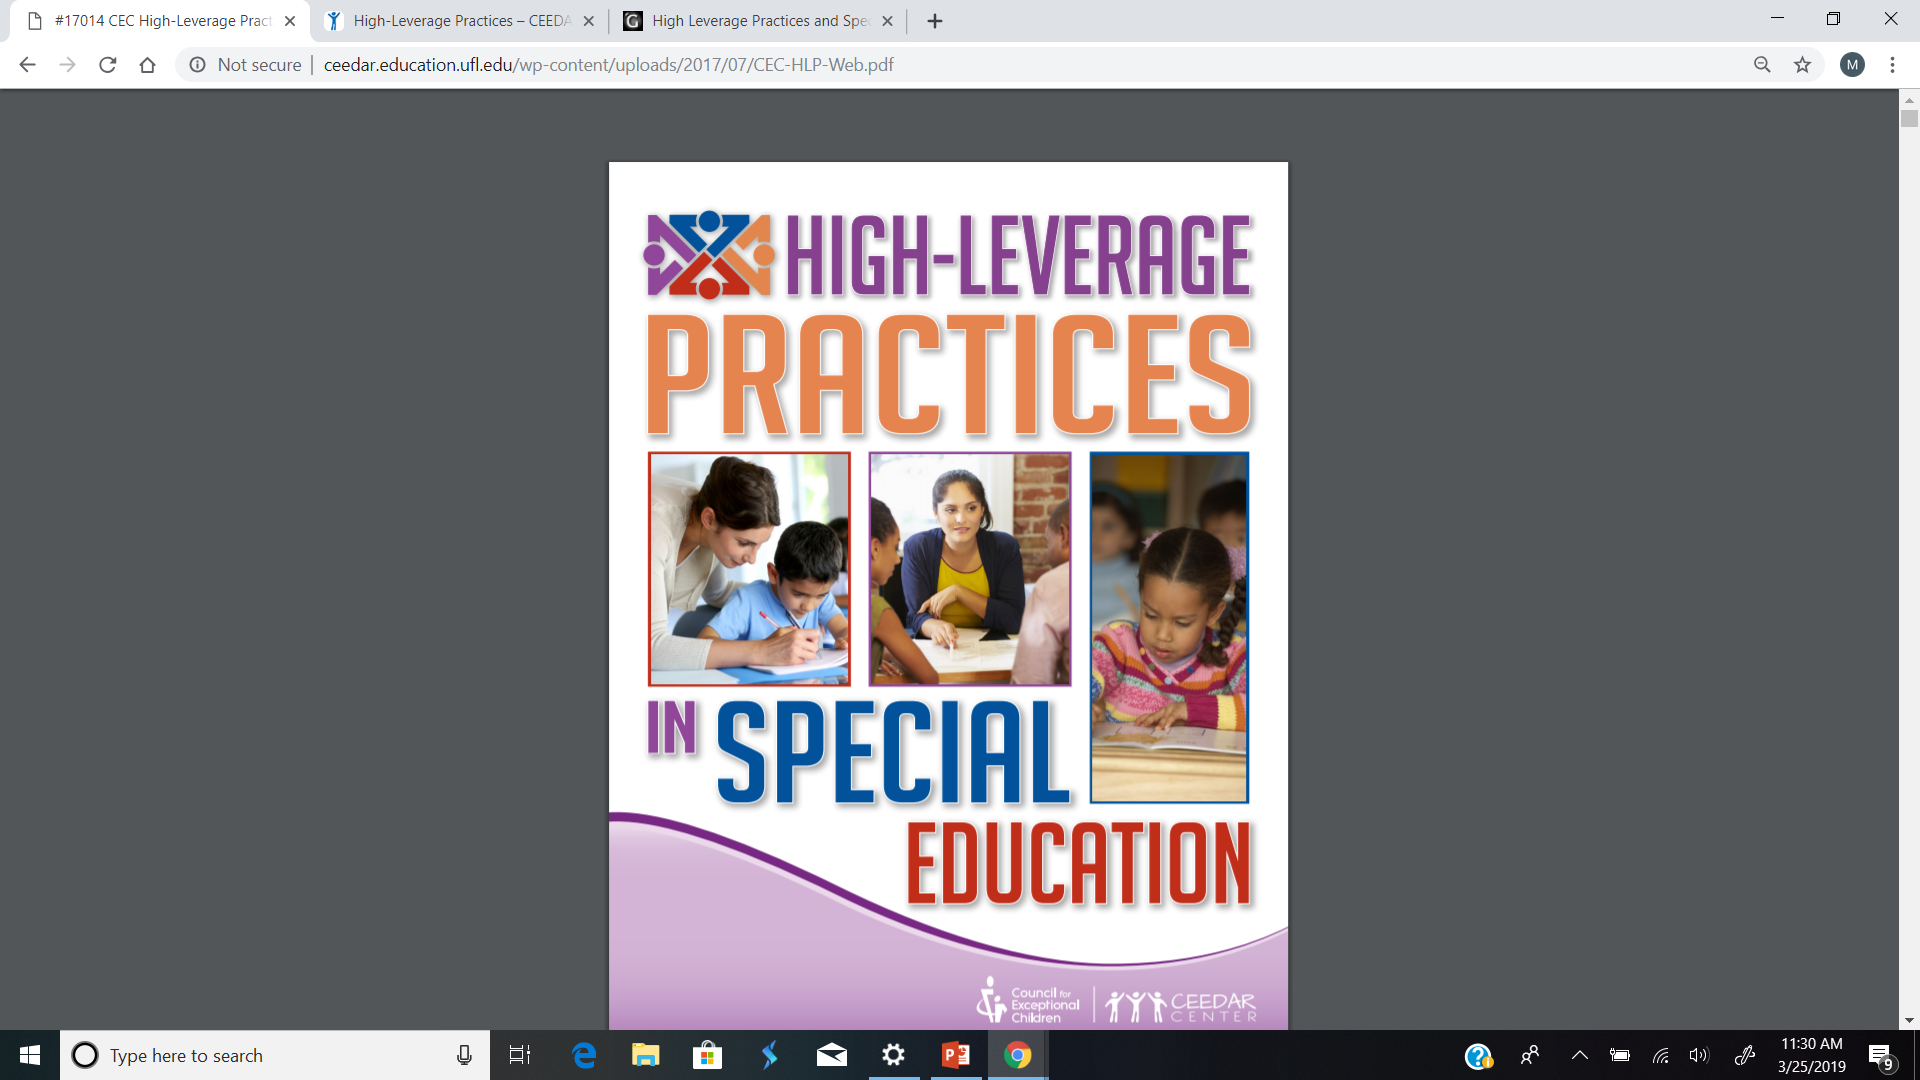 #17014 CEC High-Leverage Pract
High-Leverage Practices – CEEDA
High Leverage Practices and Spec
Not secure
ceedar.education.ufl.edu/wp-content/uploads/2017/07/CEC-HLP-Web.pdf
M
HIGH-LEVERAGE
PRACTICES
IN SPECIAL
EDUCATION
Council for
Exceptional
Children
CEEDAR
CENTER
Type here to search
11:30 AM
3/25/2019
9